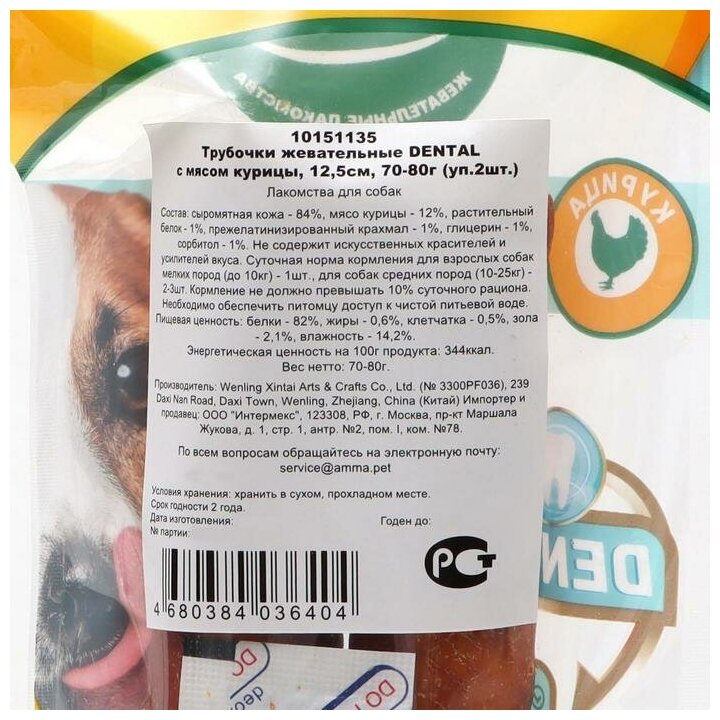 ЖЕВАТЕЛЬНЫЕ ЛАКОМСТВА
10151135
Трубочки жевательные DENTAL
с мясом курицы, 12,5см, 70-80г (уп.2шт.)
Лакомства для собак
Состав: сыромятная кожа - 84%, мясо курицы - 12%, растительный
белок - 1%, прежелатинизированный крахмал - 1%, глицерин - 1%,
сорбитол - 1%. Не содержит искусственных красителей и
усилителей вкуса. Суточная норма кормления для взрослых собак
мелких пород (до 10кг) - 1шт., для собак средних пород (10-25кг) -
2-3шт. Кормление не должно превышать 10% суточного рациона.
Необходимо обеспечить питомцу доступ к чистой питьевой воде.
Пищевая ценность: белки - 82%, жиры - 0,6%, клетчатка - 0,5%, зола
- 2,1%, влажность - 14,2%.
Энергетическая ценность на 100г продукта: 344ккал.
Вес нетто: 70-80г.
Производитель: Wenling Xintai Arts & Crafts Co., Ltd. (№ 3300PF036), 239
Daxi Nan Road, Daxi Town, Wenling, Zhejiang, China (Китай) Импортер и
продавец: ООО "Интермекс", 123308, РФ, г. Москва, пр-кт Маршала
Жукова, д. 1, стр. 1, антр. №2, пом. I, ком. №78.
По всем вопросам обращайтесь на электронную почту:
service@amma.pet
Условия хранения: хранить в сухом, прохладном месте.
Срок годности 2 года.
Дата изготовления: Годен до:
№ партии:
РСТ
4 680384 036404
КУРИЦА
DEN
DO